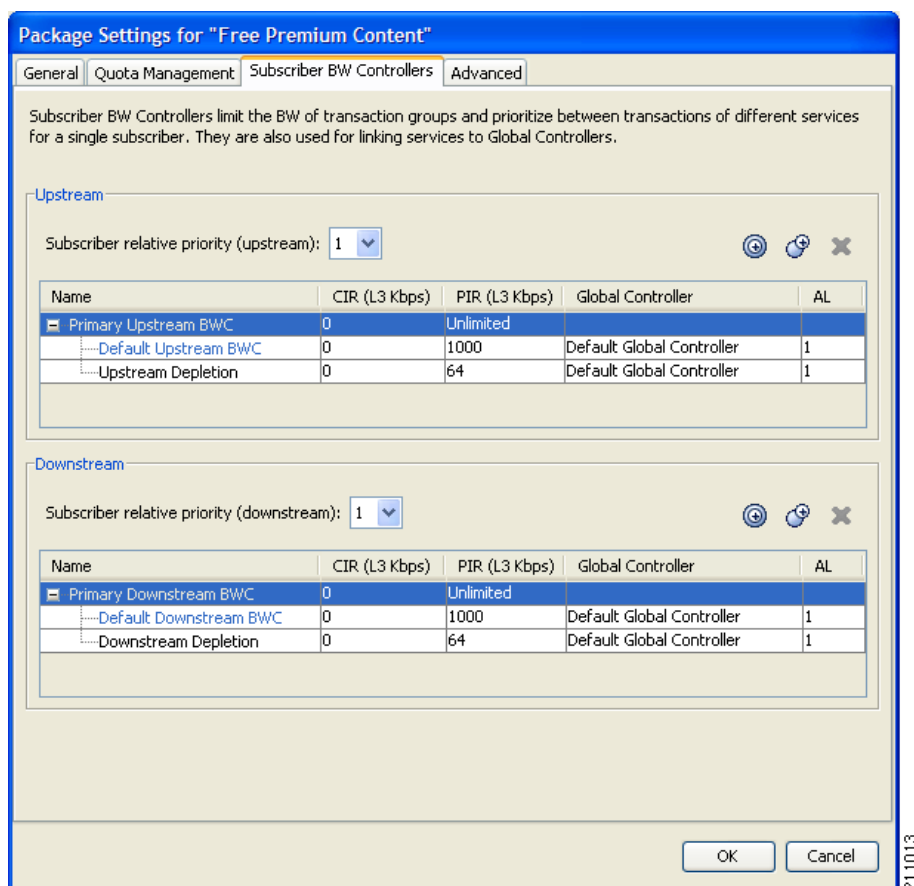 Package Settings for "Free Premium Content"
General Quota Management Subscriber BW Controllers Advanced
Subscriber BW Controllers limit the BW of transaction groups and prioritize between transactions of different services
for a single subscriber. They are also used for linking services to Global Controllers.
Upstream
Subscriber relative priority (upstream): 1
Name CIR (L3 Kbps) PIR (L3 Kbps) Global Controller AL
Primary Upstream BWC 0 Unlimited
Default Upstream BWC 0 1000 Default Global Controller 1
Upstream Depletion 0 64 Default Global Controller 1
Downstream
Subscriber relative priority (downstream): 1
Name CIR (L3 Kbps) PIR (L3 Kbps) Global Controller AL
Primary Downstream BWC 0 Unlimited
Default Downstream BWC 0 1000 Default Global Controller 1
Downstream Depletion 0 64 Default Global Controller 1
OK Cancel
211013